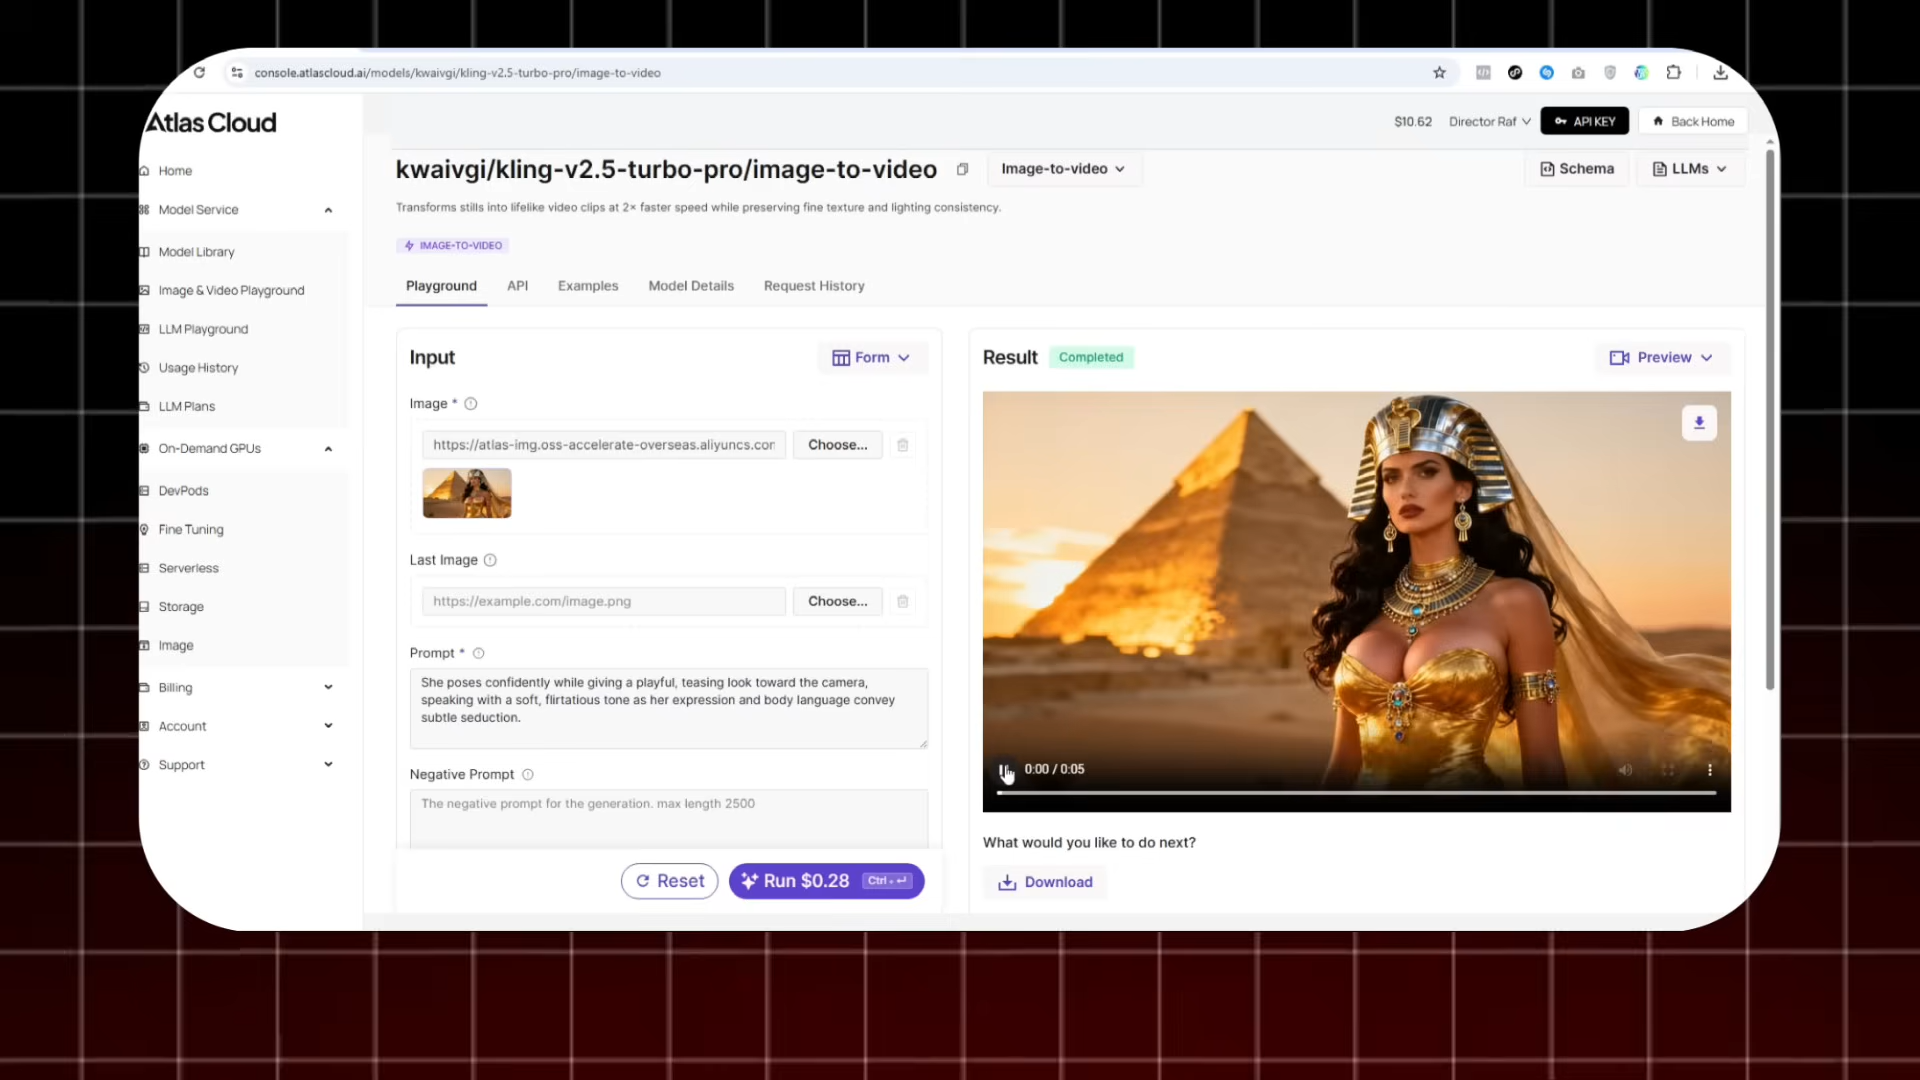 console.atlascloud.ai/models/kwaivgi/kling-v2.5-turbo-pro/image-to-video
Atlas Cloud
$10.62
Director Raf
API KEY
Back Home
Home
Model Service
Model Library
Image & Video Playground
LLM Playground
Usage History
LLM Plans
On-Demand GPUs
DevPods
Fine Tuning
Serverless
Storage
Image
Billing
Account
Support
kwaivgi/kling-v2.5-turbo-pro/image-to-video
Image-to-video
Schema
LLMs
Transforms stills into lifelike video clips at 2× faster speed while preserving fine texture and lighting consistency.
IMAGE-TO-VIDEO
Playground
API
Examples
Model Details
Request History
Input
Form
Image *
https://atlas-img.oss-accelerate-overseas.aliyuncs.com
Choose...
Last Image
https://example.com/image.png
Choose...
Prompt *
She poses confidently while giving a playful, teasing look toward the camera,
speaking with a soft, flirtatious tone as her expression and body language convey
subtle seduction.
Negative Prompt
The negative prompt for the generation. max length 2500
Reset
Run $0.28
Ctrl + ↵
Result
Completed
Preview
0:00 / 0:05
What would you like to do next?
Download